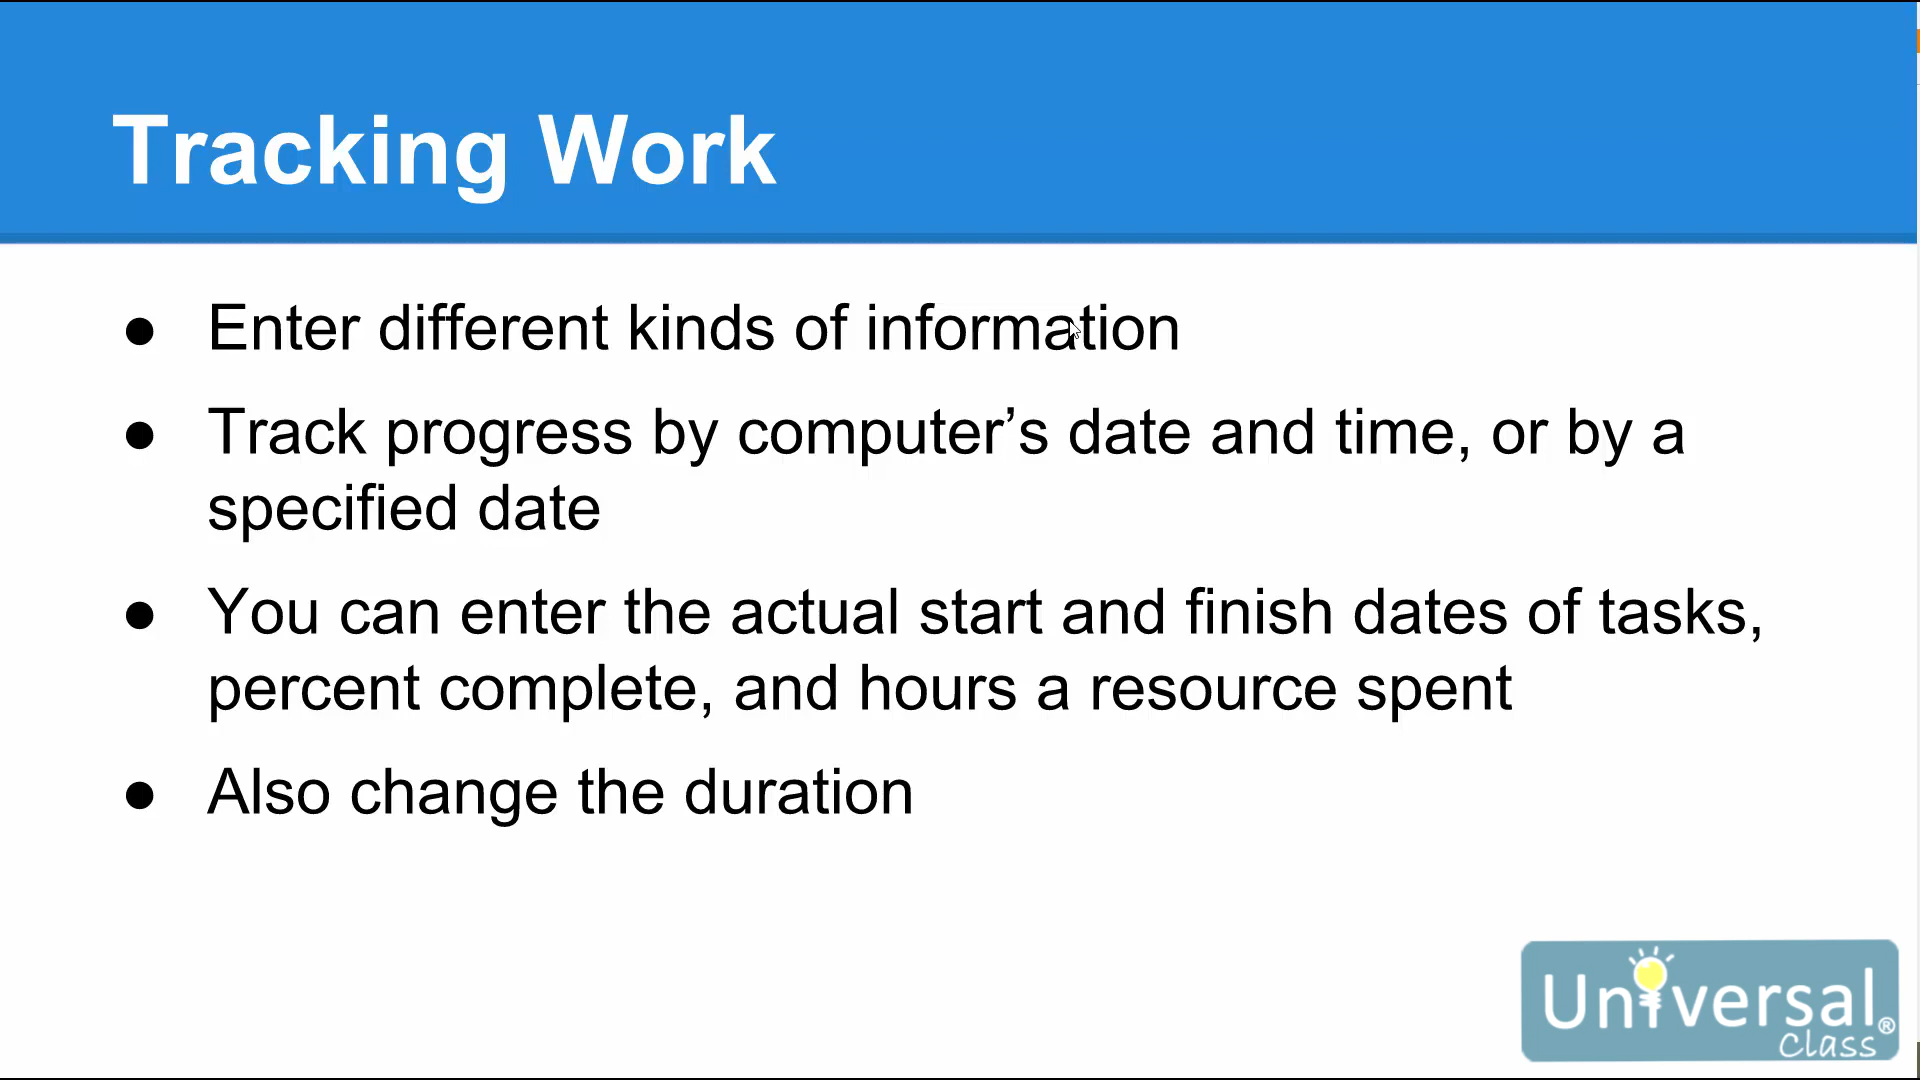 Tracking Work
● Enter different kinds of information
● Track progress by computer’s date and time, or by a
specified date
● You can enter the actual start and finish dates of tasks,
percent complete, and hours a resource spent
● Also change the duration
Universal®
Class